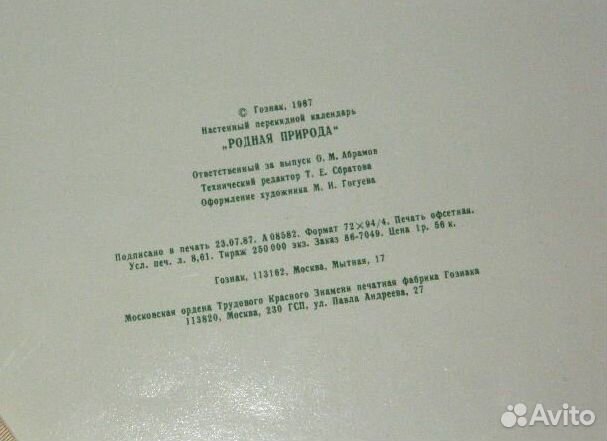 © Гознак, 1987
Настенный перекидной календарь
„РОДНАЯ ПРИРОДА"
Ответственный за выпуск О. М. Абрамов
Технический редактор Т. Е. Сбратова
Оформление художника М. И. Гогуева
Подписано в печать 23.07.87. А 08582. Формат 72×94/4. Печать офсетная.
Усл. печ. л. 8,61. Тираж 250 000 экз. Заказ 86-7049. Цена 1р. 56 к.
Гознак, 113162, Москва, Мытная, 17
Московская ордена Трудового Красного Знамени печатная фабрика Гознака
113820, Москва, 230 ГСП, ул. Павла Андреева, 27
Avito